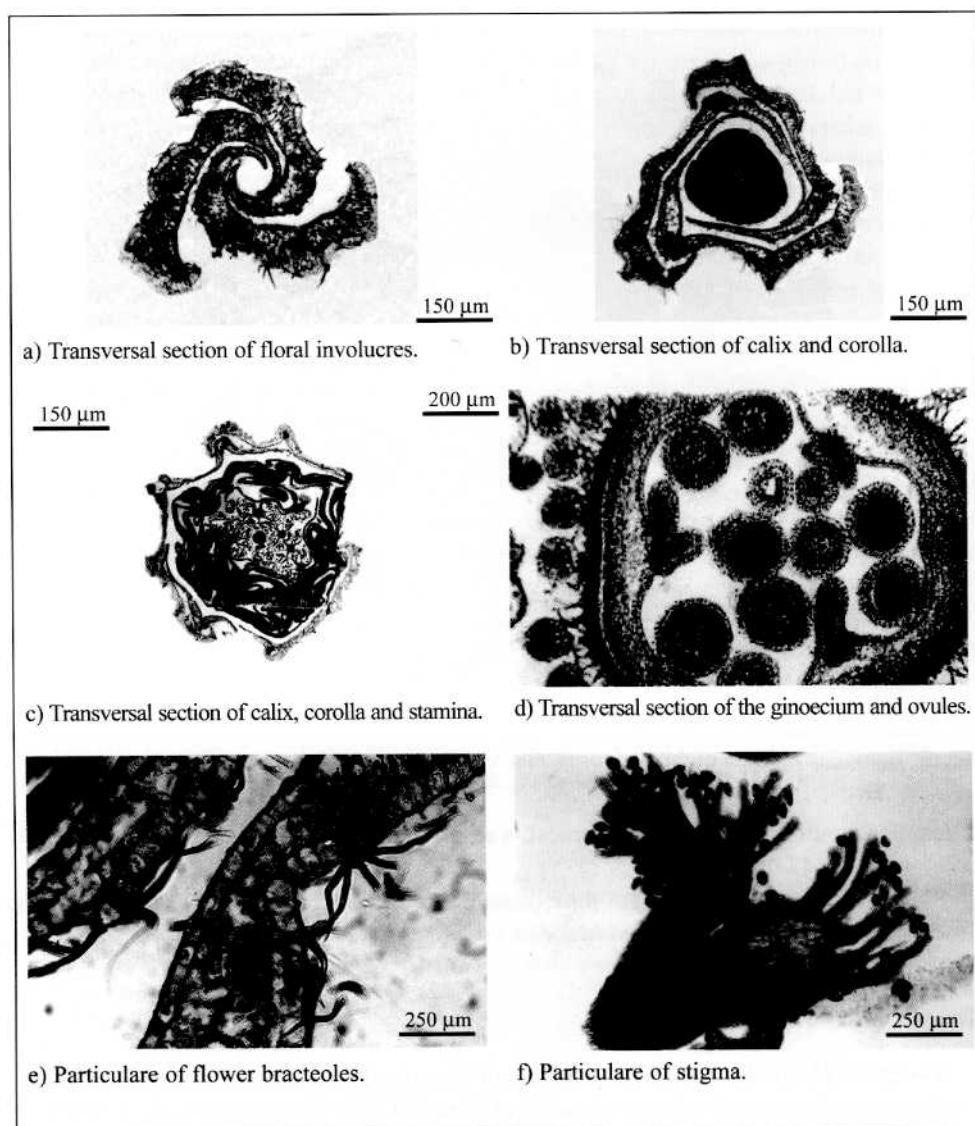 150 μm
150 μm
a) Transversal section of floral involucres.
b) Transversal section of calix and corolla.
150 μm
200 μm
c) Transversal section of calix, corolla and stamina.
d) Transversal section of the ginoecium and ovules.
250 μm
250 μm
e) Particulare of flower bracteoles.
f) Particulare of stigma.